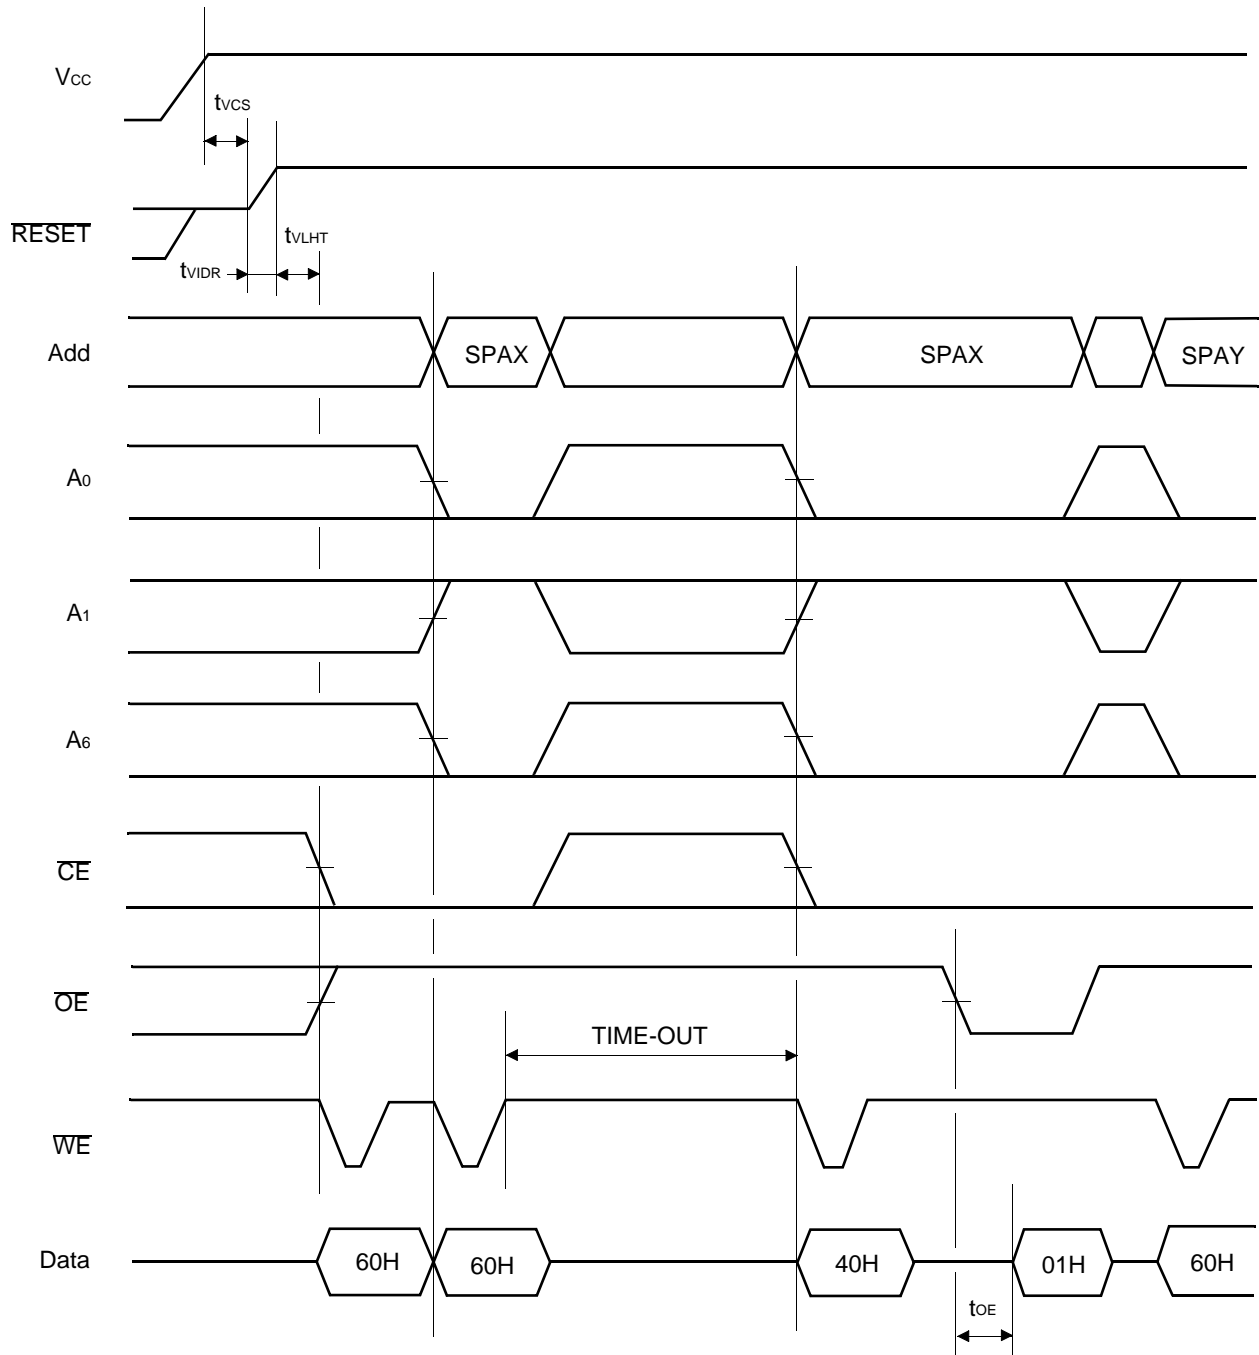 VCC
tVCS
RESET
tVLHT
tVIDR
Add
SPAX
SPAX
SPAY
A0
A1
A6
CE
OE
TIME-OUT
WE
Data
60H
60H
40H
01H
60H
tOE